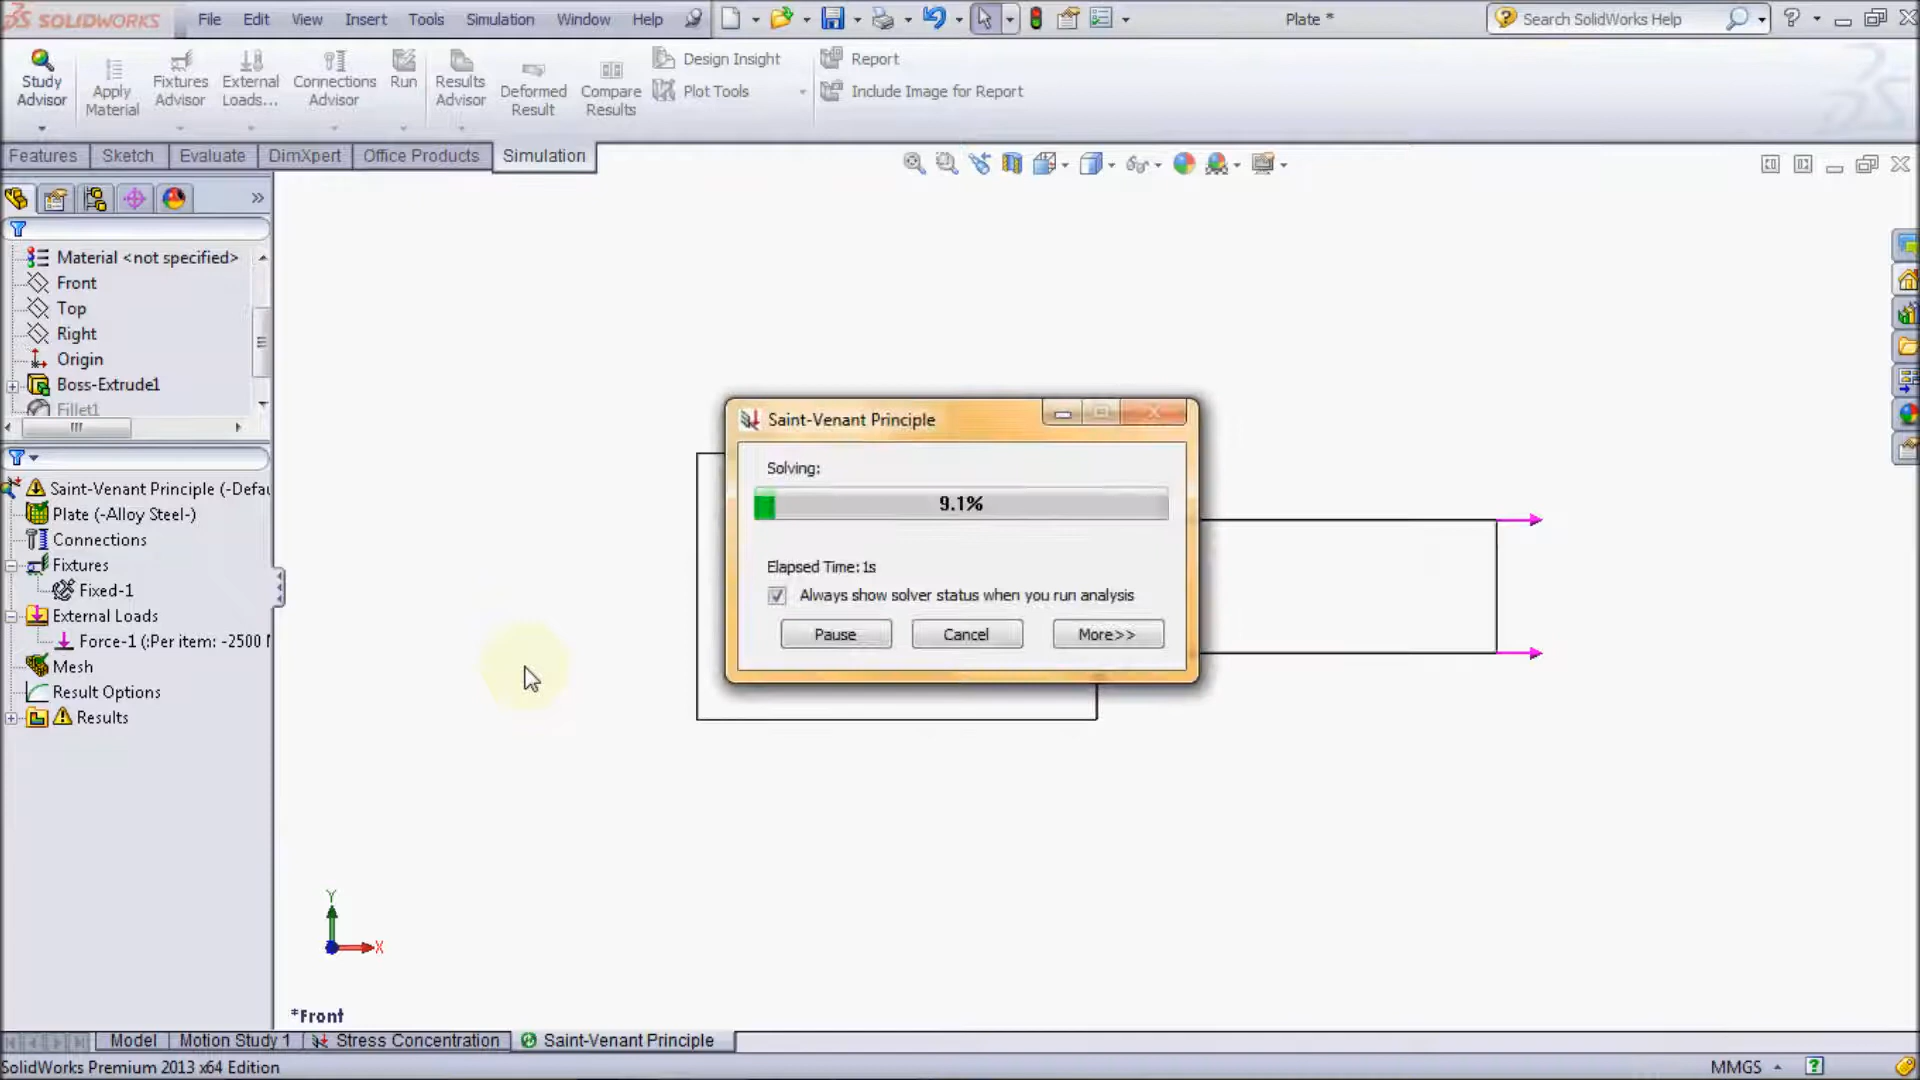 SOLIDWORKS File Edit View Insert Tools Simulation Window Help Plate * Search SolidWorks Help
Study Advisor
Apply Material
Fixtures Advisor
External Loads...
Connections Advisor
Run
Results Advisor
Deformed Result
Compare Results
Design Insight
Plot Tools
Report
Include Image for Report
Features Sketch Evaluate DimXpert Office Products Simulation
Material <not specified>
Front
Top
Right
Origin
Boss-Extrude1
Fillet1
Saint-Venant Principle (-Defau
Plate (-Alloy Steel-)
Connections
Fixtures
Fixed-1
External Loads
Force-1 (:Per item: -2500 N
Mesh
Result Options
Results
Saint-Venant Principle
Solving:
9.1%
Elapsed Time: 1s
Always show solver status when you run analysis
Pause Cancel More>>
Y
X
*Front
Model Motion Study 1 Stress Concentration Saint-Venant Principle
SolidWorks Premium 2013 x64 Edition MMGS